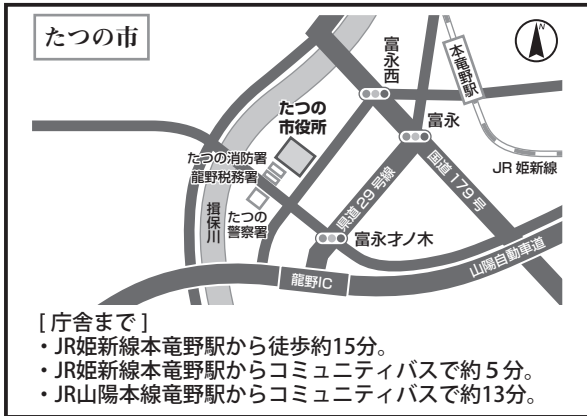 たつの市
N
富永西
本竜野駅
たつの
市役所
富永
たつの消防署
龍野税務署
JR 姫新線
国道 179 号
県道 29 号線
揖保川
たつの
警察署
富永才ノ木
山陽自動車道
龍野IC
[ 庁舎まで ]
・JR姫新線本竜野駅から徒歩約15分。
・JR姫新線本竜野駅からコミュニティバスで約５分。
・JR山陽本線竜野駅からコミュニティバスで約13分。